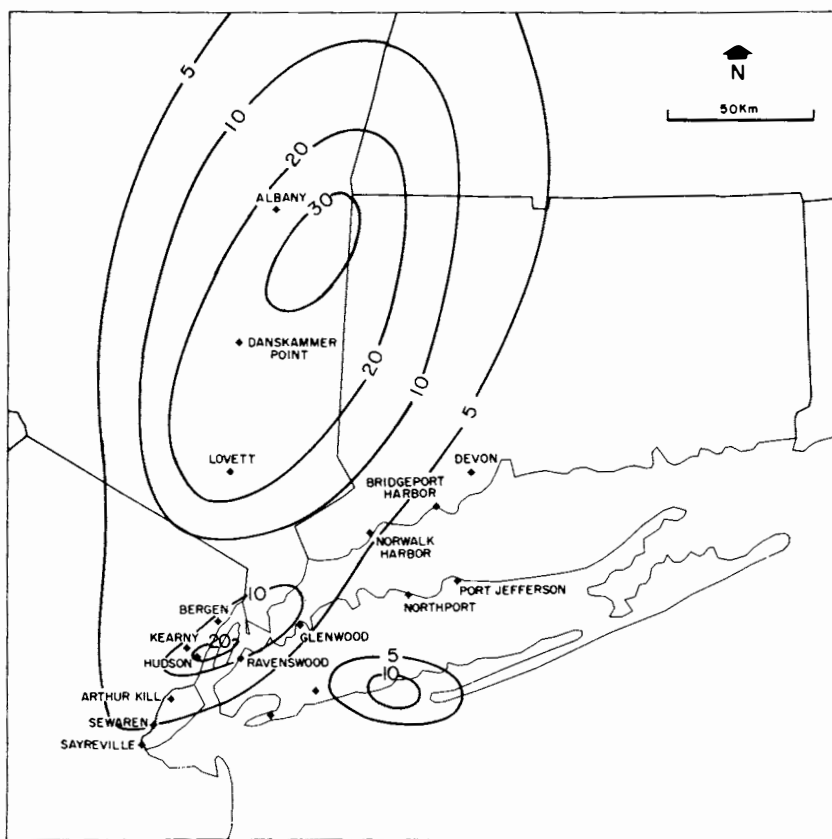 N
50Km
5
10
20
ALBANY
30
DANSKAMMER
POINT
20
10
5
LOVETT
DEVON
BRIDGEPORT
HARBOR
NORWALK
HARBOR
10
PORT JEFFERSON
NORTHPORT
BERGEN
GLENWOOD
KEARNY
20
HUDSON
RAVENSWOOD
5
10
ARTHUR KILL
SEWAREN
SAYREVILLE